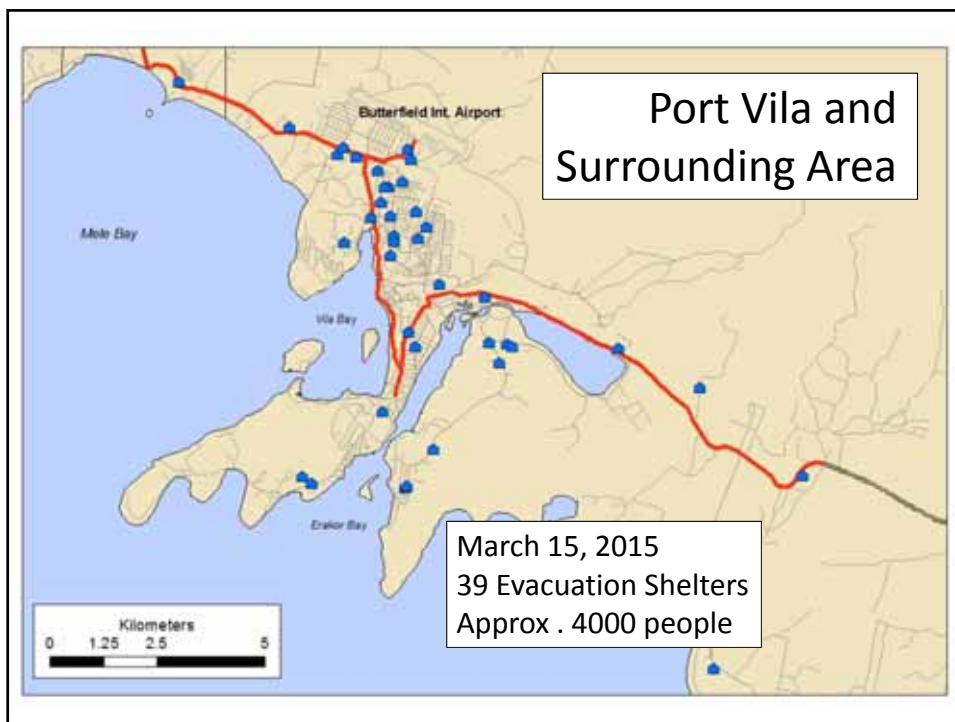 Port Vila and
Surrounding Area
Butterfield Int. Airport
Mele Bay
Vila Bay
Erakor Bay
March 15, 2015
39 Evacuation Shelters
Approx . 4000 people
Kilometers
0 1.25 2.5 5